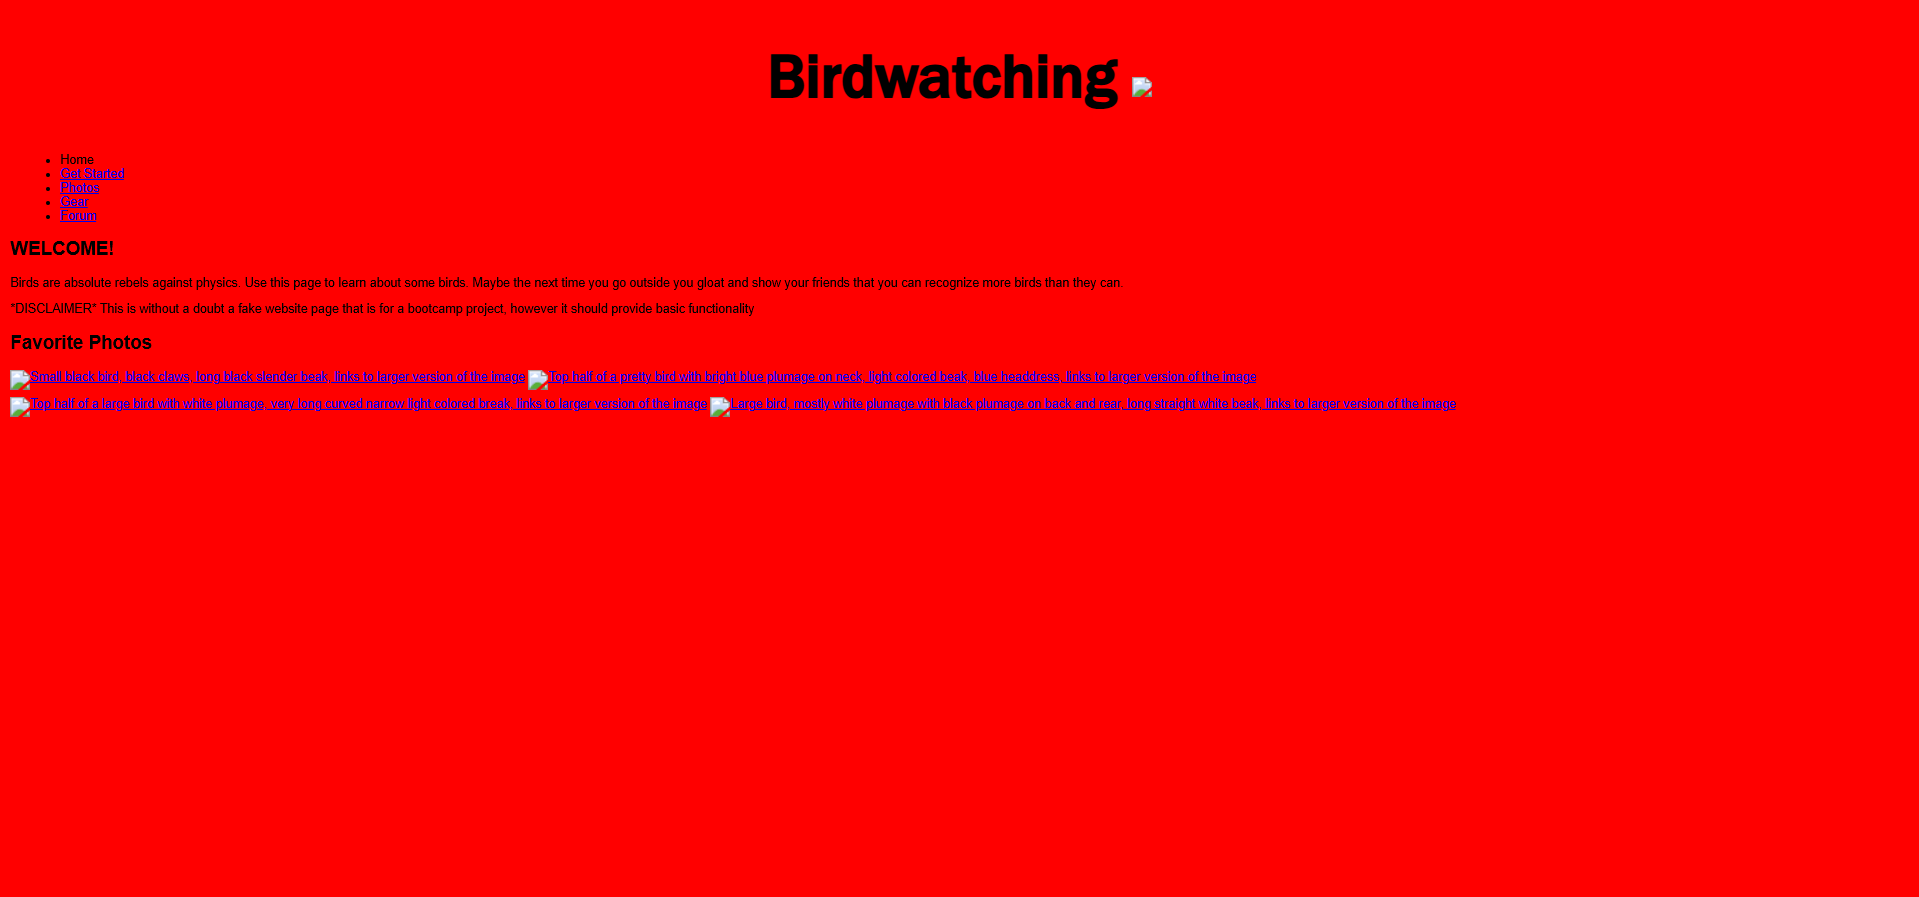 Birdwatching
Home
Get Started
Photos
Gear
Forum
WELCOME!
Birds are absolute rebels against physics. Use this page to learn about some birds. Maybe the next time you go outside you gloat and show your friends that you can recognize more birds than they can.
*DISCLAIMER* This is without a doubt a fake website page that is for a bootcamp project, however it should provide basic functionality
Favorite Photos
Small black bird, black claws, long black slender beak, links to larger version of the image Top half of a pretty bird with bright blue plumage on neck, light colored beak, blue headdress, links to larger version of the image
Top half of a large bird with white plumage, very long curved narrow light colored break, links to larger version of the image Large bird, mostly white plumage with black plumage on back and rear, long straight white beak, links to larger version of the image